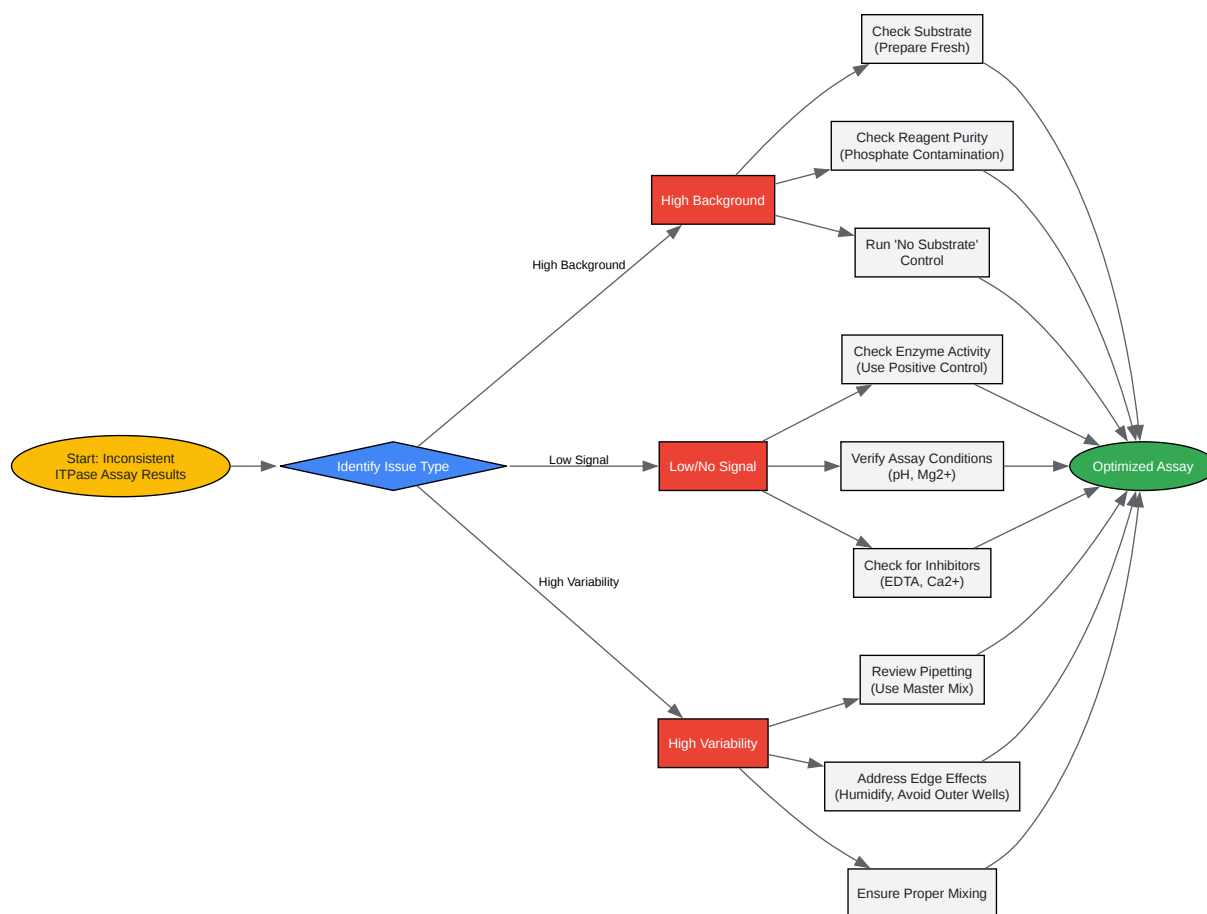 Start: Inconsistent
ITPase Assay Results
Identify Issue Type
High Background
Low Signal
High Variability
High Background
Low/No Signal
High Variability
Check Substrate
(Prepare Fresh)
Check Reagent Purity
(Phosphate Contamination)
Run 'No Substrate'
Control
Check Enzyme Activity
(Use Positive Control)
Verify Assay Conditions
(pH, Mg2+)
Check for Inhibitors
(EDTA, Ca2+)
Review Pipetting
(Use Master Mix)
Address Edge Effects
(Humidify, Avoid Outer Wells)
Ensure Proper Mixing
Optimized Assay